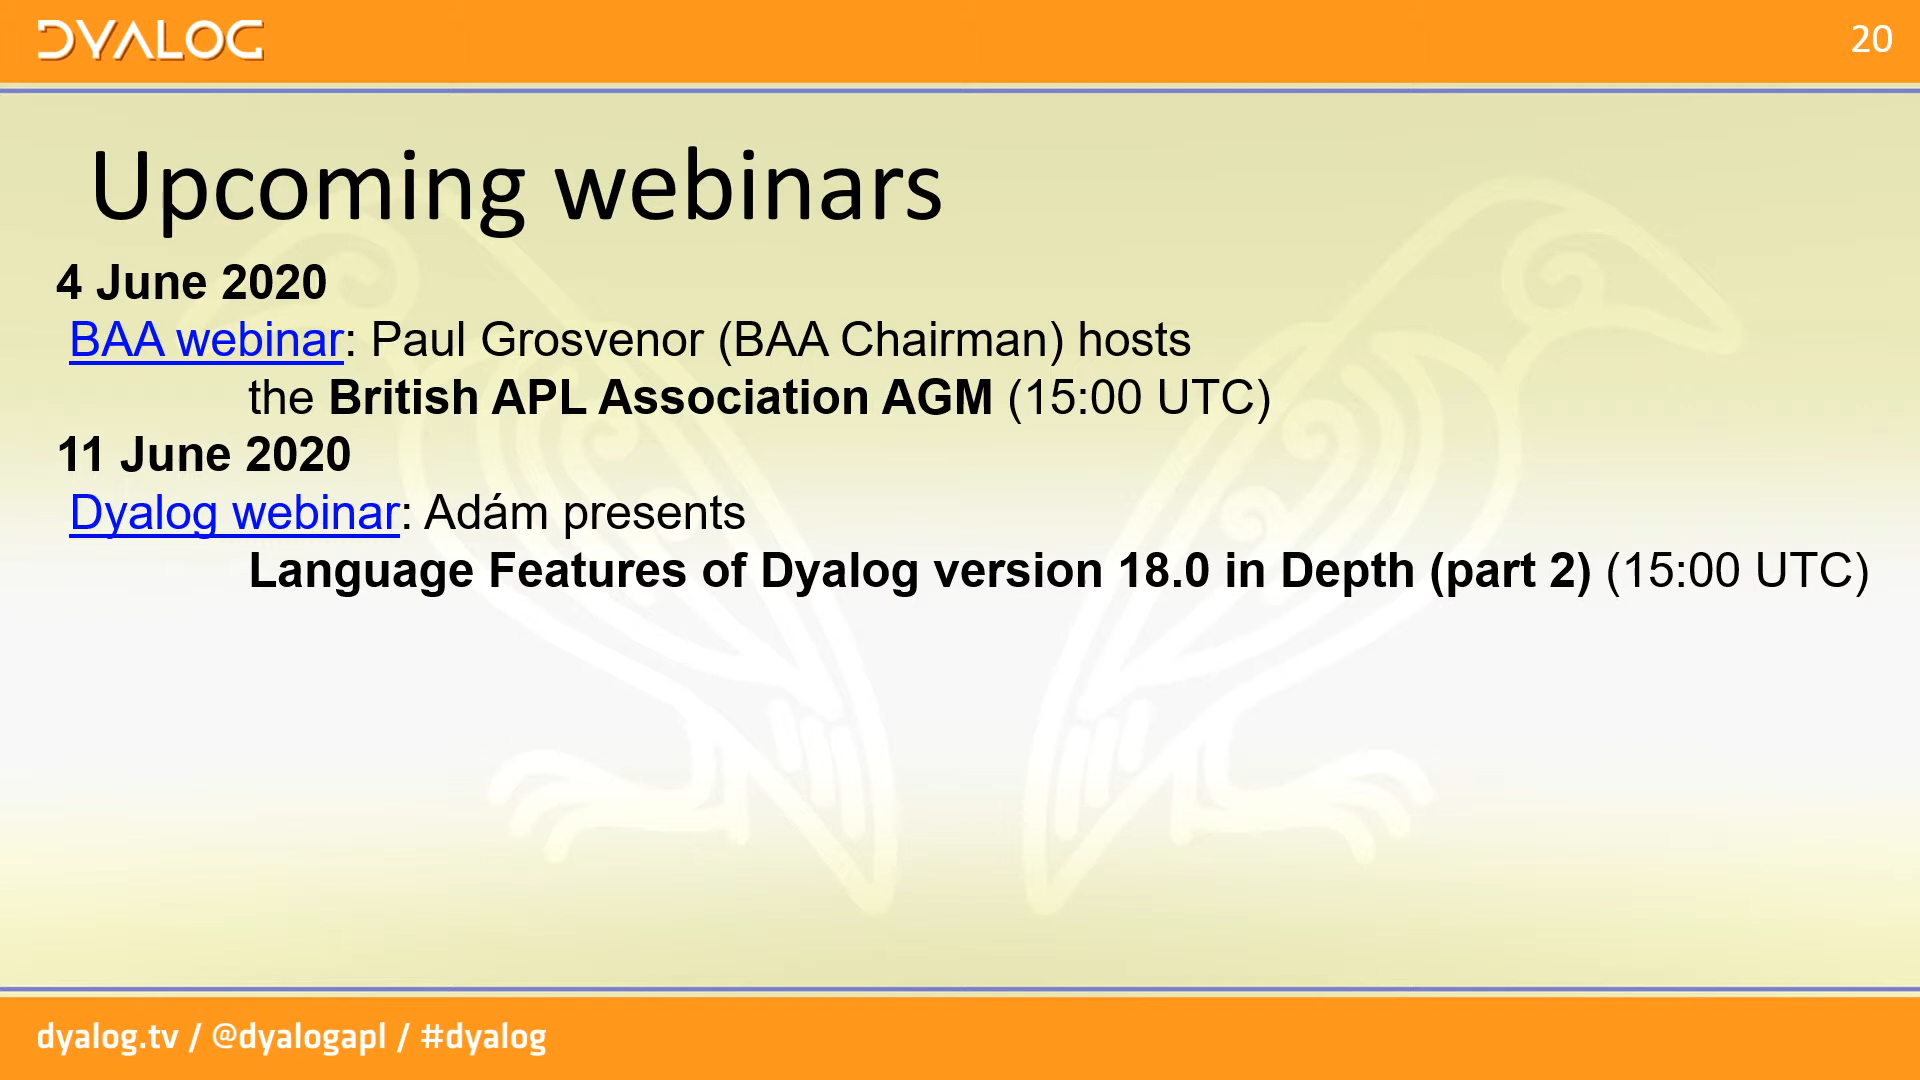 DYALOG
20
Upcoming webinars
4 June 2020
BAA webinar: Paul Grosvenor (BAA Chairman) hosts
the British APL Association AGM (15:00 UTC)
11 June 2020
Dyalog webinar: Adám presents
Language Features of Dyalog version 18.0 in Depth (part 2) (15:00 UTC)
dyalog.tv / @dyalogapl / #dyalog